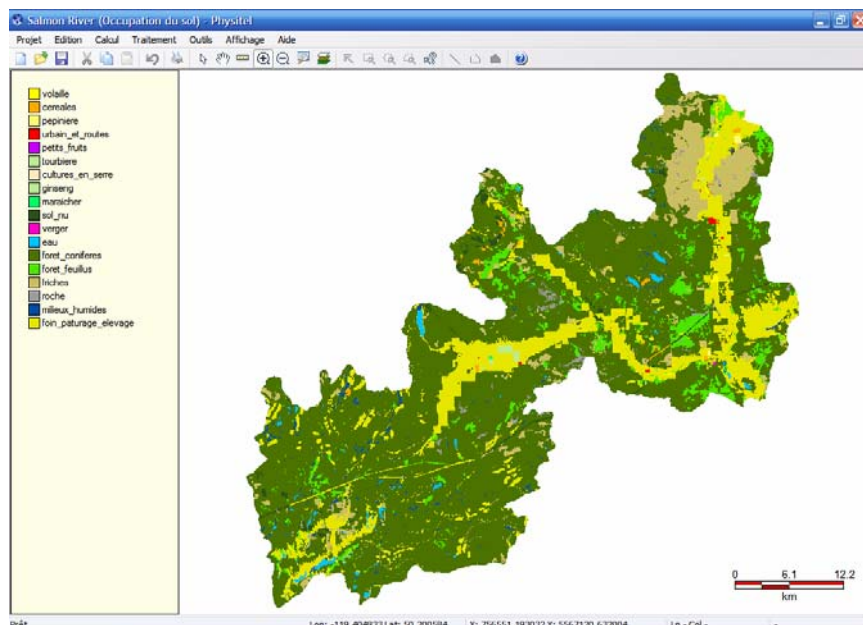 Salmon River (Occupation du sol) - Physitel
Projet Edition Calcul Traitement Outils Affichage Aide
volaille
cereales
pepiniere
urbain_et_routes
petits_fruits
tourbiere
cultures_en_serre
ginseng
maraicher
sol_nu
verger
eau
foret_coniferes
foret_feuillus
friches
roche
milieux_humides
foin_paturage_elevage
0 6.1 12.2
km
Prêt